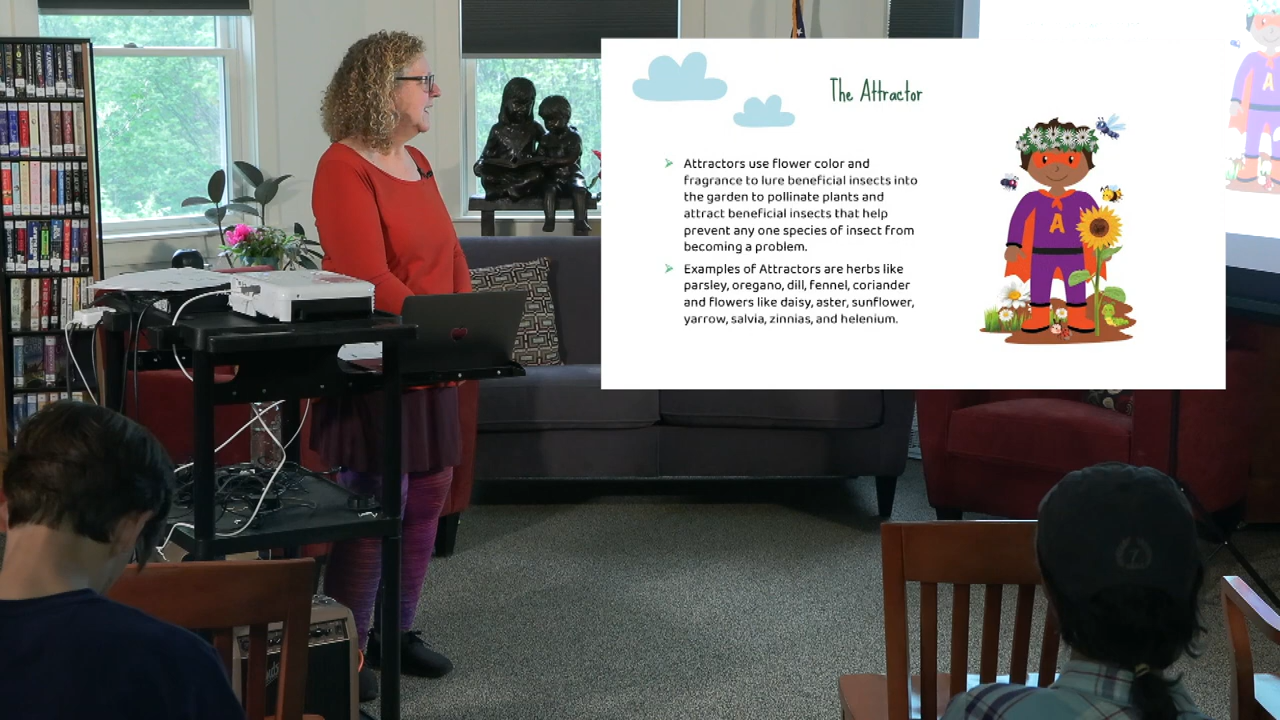 The Attractor
Attractors use flower color and
fragrance to lure beneficial insects into
the garden to pollinate plants and
attract beneficial insects that help
prevent any one species of insect from
becoming a problem.
Examples of Attractors are herbs like
parsley, oregano, dill, fennel, coriander
and flowers like daisy, aster, sunflower,
yarrow, salvia, zinnias, and helenium.
A
A